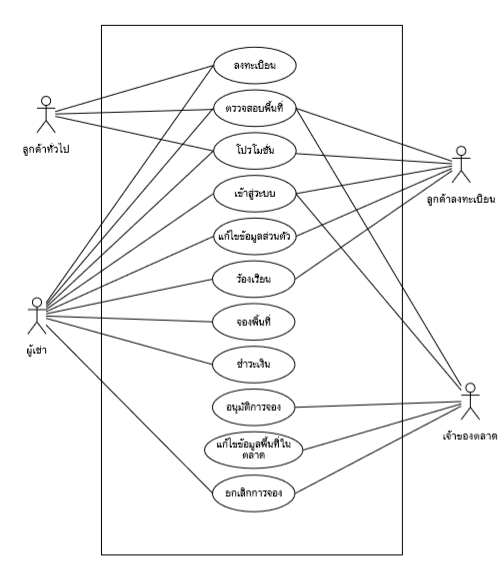 ลงทะเบียน
ตรวจสอบพื้นที่
ลูกค้าทั่วไป
โปรโมชั่น
เข้าสู่ระบบ
ลูกค้าลงทะเบียน
แก้ไขข้อมูลส่วนตัว
ร้องเรียน
จองพื้นที่
ผู้เช่า
ชำระเงิน
อนุมัติการจอง
เจ้าของตลาด
แก้ไขข้อมูลพื้นที่ใน
ตลาด
ยกเลิกการจอง